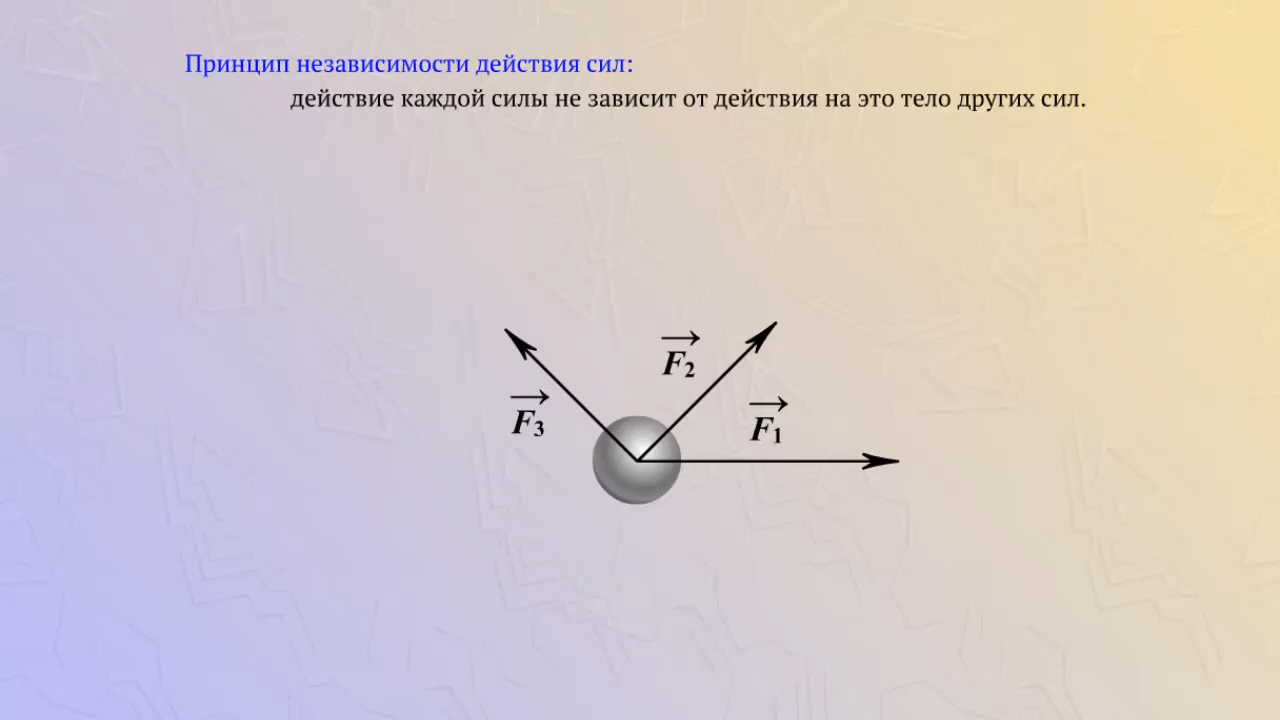 Принцип независимости действия сил:
действие каждой силы не зависит от действия на это тело других сил.
F2
F3
F1